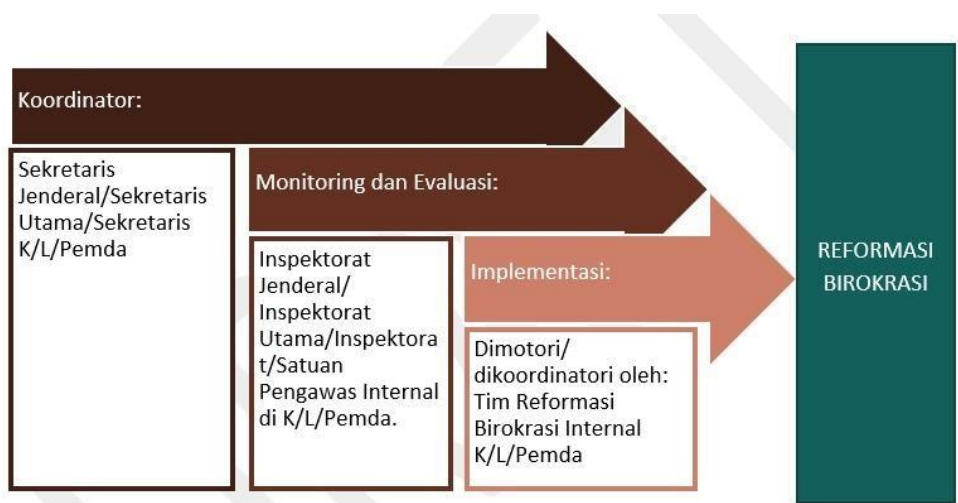 Koordinator:
Sekretaris
Jenderal/Sekretaris
Utama/Sekretaris
K/L/Pemda
Monitoring dan Evaluasi:
Inspektorat
Jenderal/
Inspektorat
Utama/Inspektora
t/Satuan
Pengawas Internal
di K/L/Pemda.
Implementasi:
Dimotori/
dikoordinatori oleh:
Tim Reformasi
Birokrasi Internal
K/L/Pemda
REFORMASI
BIROKRASI